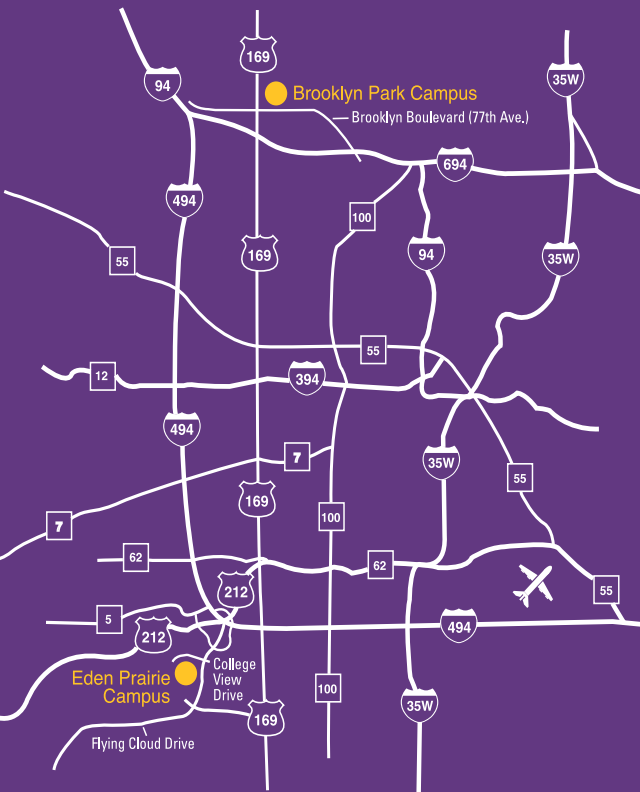 169
94
35W
Brooklyn Park Campus
Brooklyn Boulevard (77th Ave.)
694
494
100
169
94
35W
55
55
12
394
494
7
35W
55
169
100
7
62
62
212
55
5
212
494
College
View
Drive
Eden Prairie
Campus
100
35W
169
Flying Cloud Drive